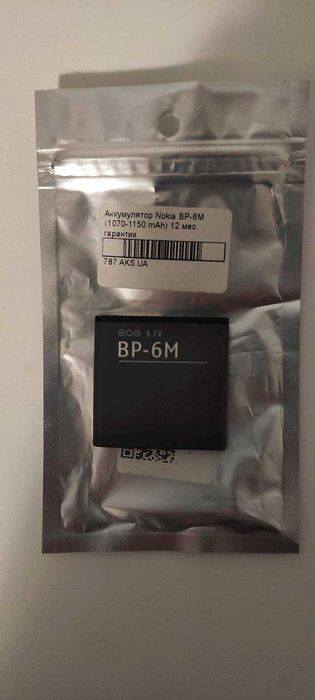 Аккумулятор Nokia BP-6M
(1070-1150 mAh) 12 мес.
гарантии
787 AKS.UA
3.7V
BP-6M